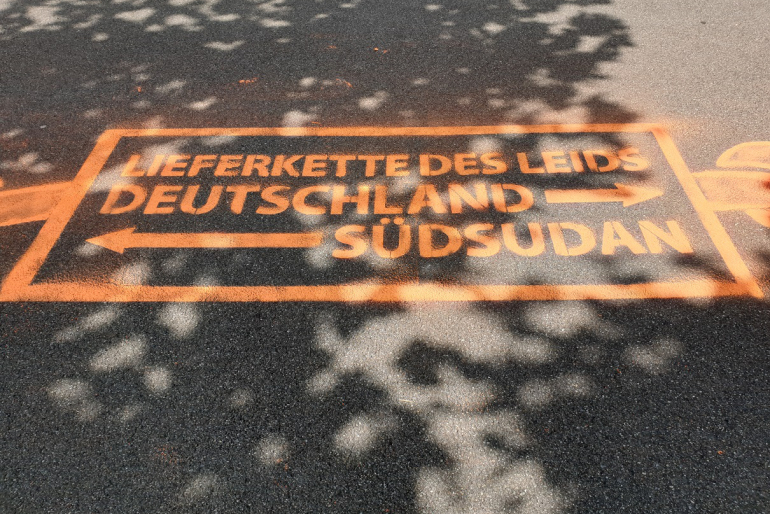 LIEFERKETTE DES LEIDS
DEUTSCHLAND →
← SÜDSUDAN